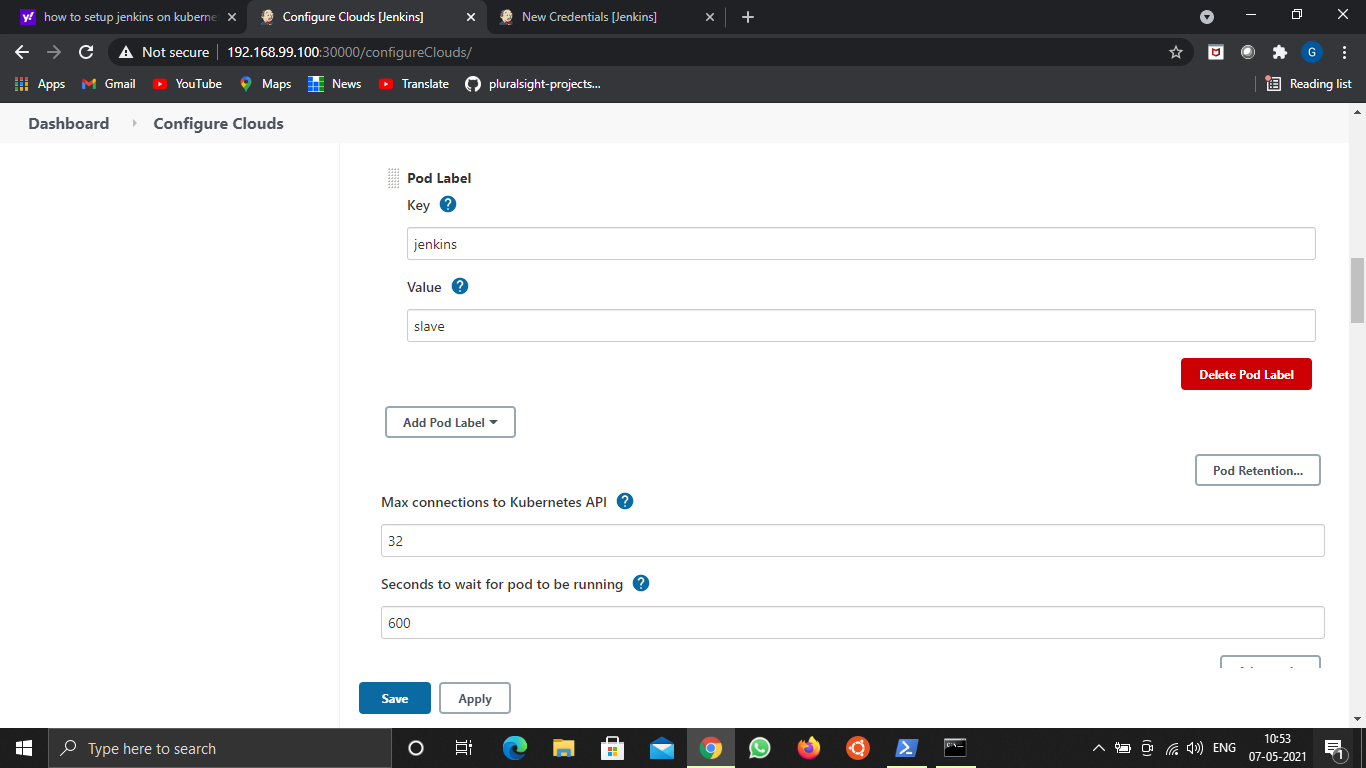 how to setup jenkins on kuberne
Configure Clouds [Jenkins]
New Credentials [Jenkins]
Not secure
192.168.99.100:30000/configureClouds/
G
Apps
Gmail
YouTube
Maps
News
Translate
pluralsight-projects...
Reading list
Dashboard
Configure Clouds
Pod Label
Key ?
jenkins
Value ?
slave
Delete Pod Label
Add Pod Label
Pod Retention...
Max connections to Kubernetes API ?
32
Seconds to wait for pod to be running ?
600
Save
Apply
Type here to search
ENG
10:53
07-05-2021
1